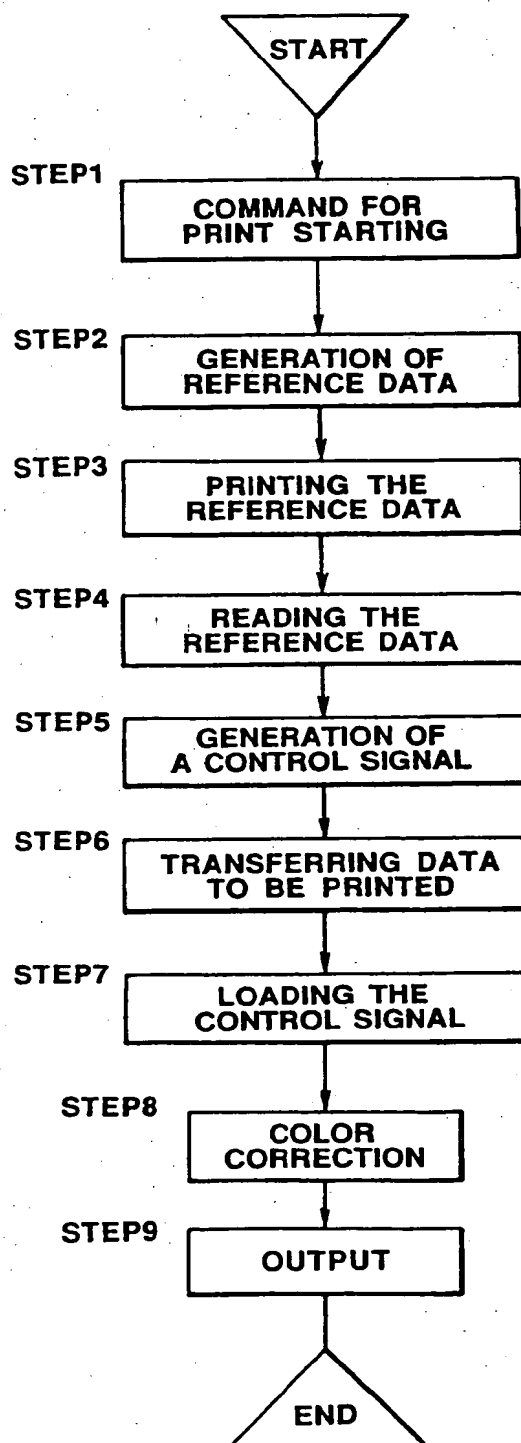 START
STEP1
COMMAND FOR
PRINT STARTING
STEP2
GENERATION OF
REFERENCE DATA
STEP3
PRINTING THE
REFERENCE DATA
STEP4
READING THE
REFERENCE DATA
STEP5
GENERATION OF
A CONTROL SIGNAL
STEP6
TRANSFERRING DATA
TO BE PRINTED
STEP7
LOADING THE
CONTROL SIGNAL
STEP8
COLOR
CORRECTION
STEP9
OUTPUT
END